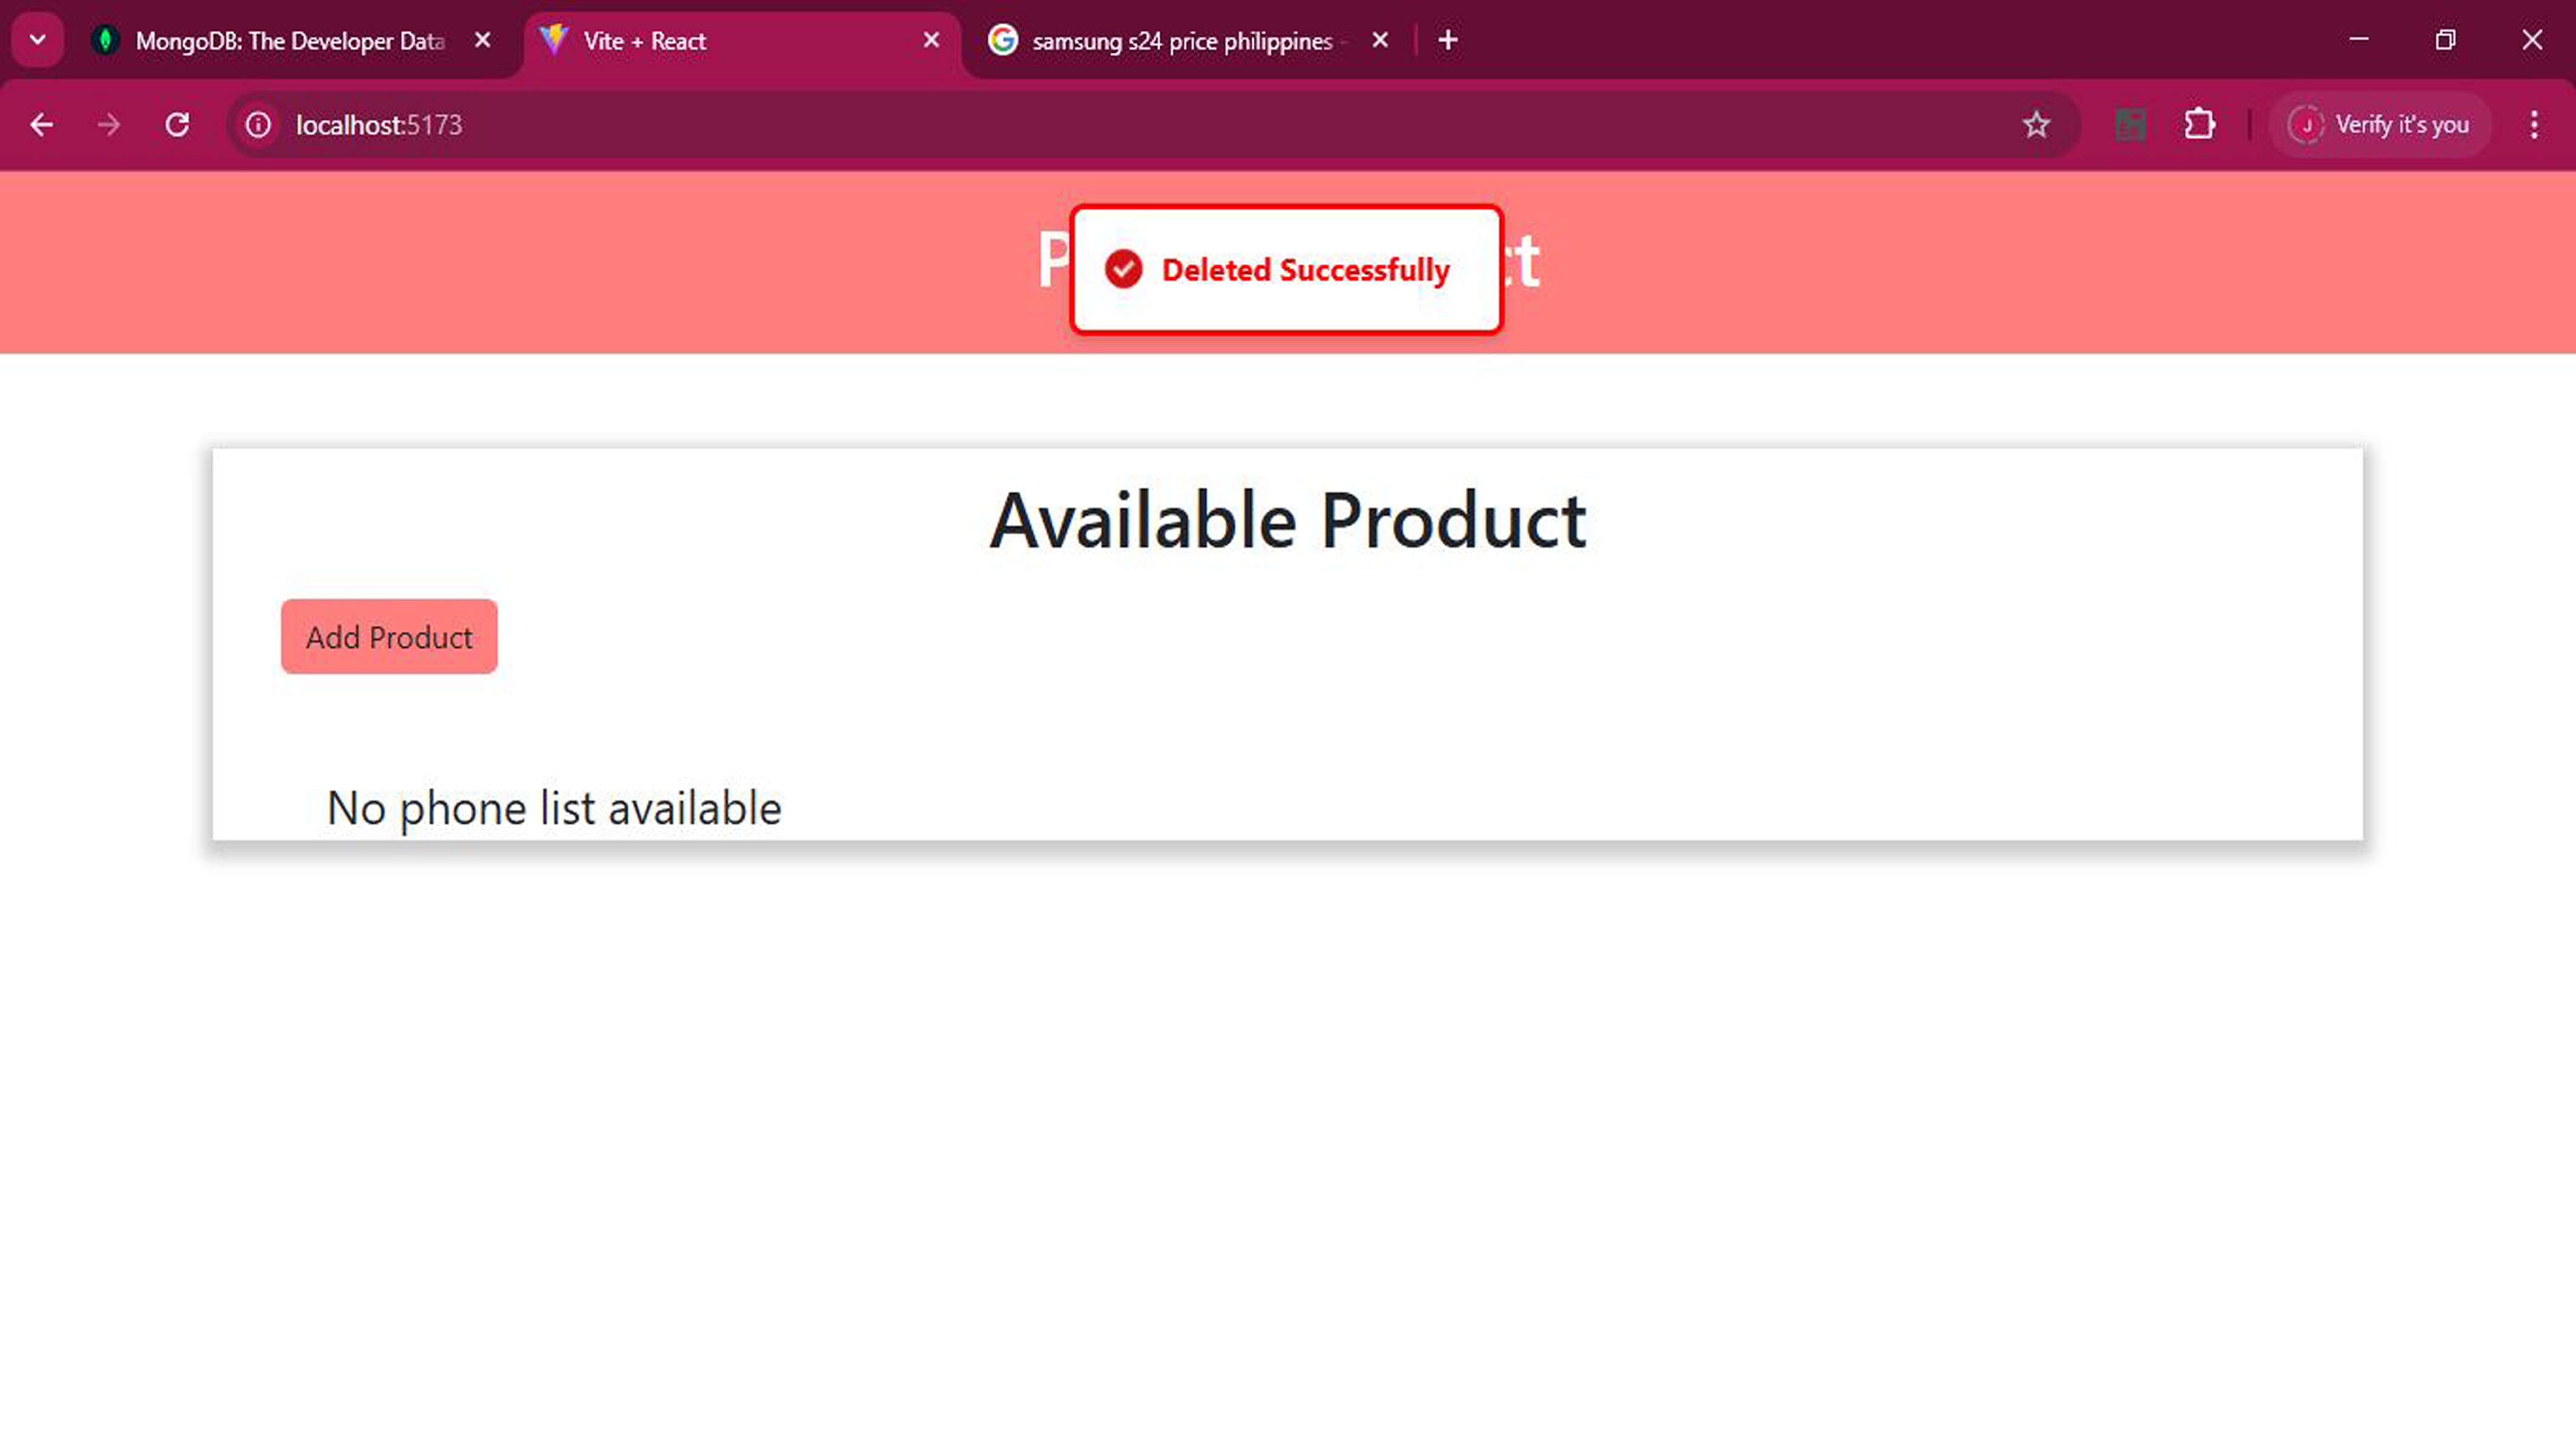 MongoDB: The Developer Data
Vite + React
samsung s24 price philippines -
localhost:5173
J
Verify it's you
Deleted Successfully
Available Product
Add Product
No phone list available